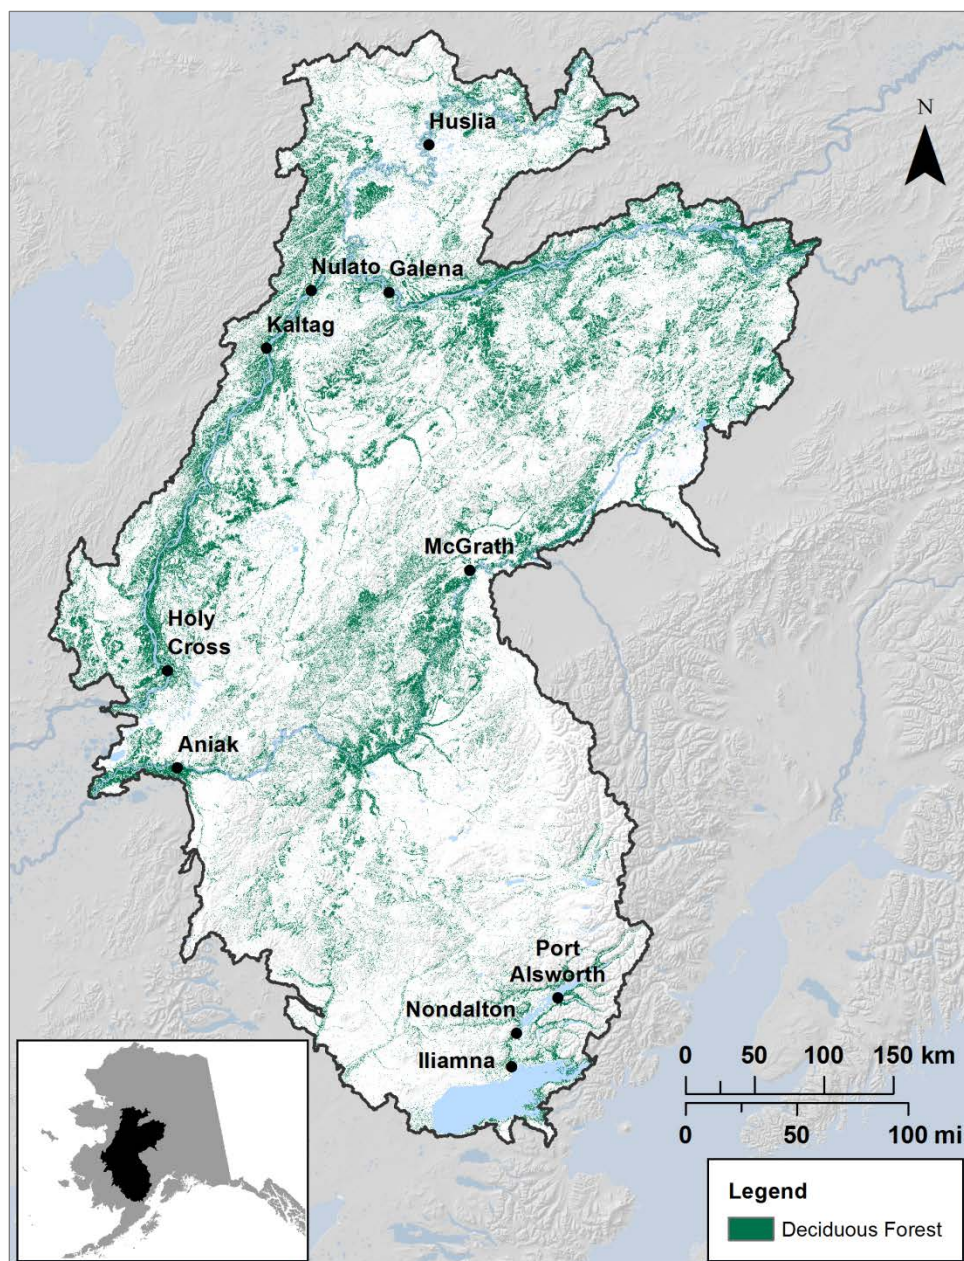 N
Huslia
Nulato
Galena
Kaltag
McGrath
Holy
Cross
Aniak
Port
Alsworth
Nondalton
Iliamna
0 50 100 150 km
0 50 100 mi
Legend
Deciduous Forest